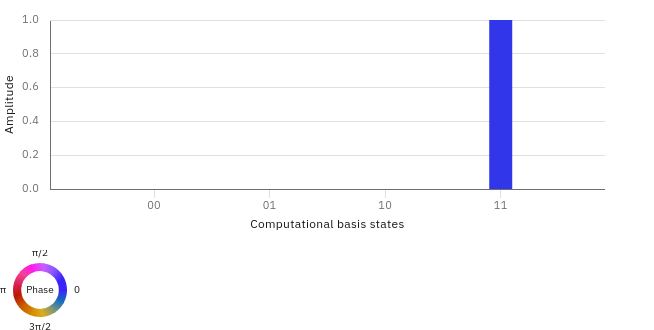 1.0
0.8
0.6
0.4
0.2
0.0
Amplitude
00 01 10 11
Computational basis states
π/2
π Phase 0
3π/2